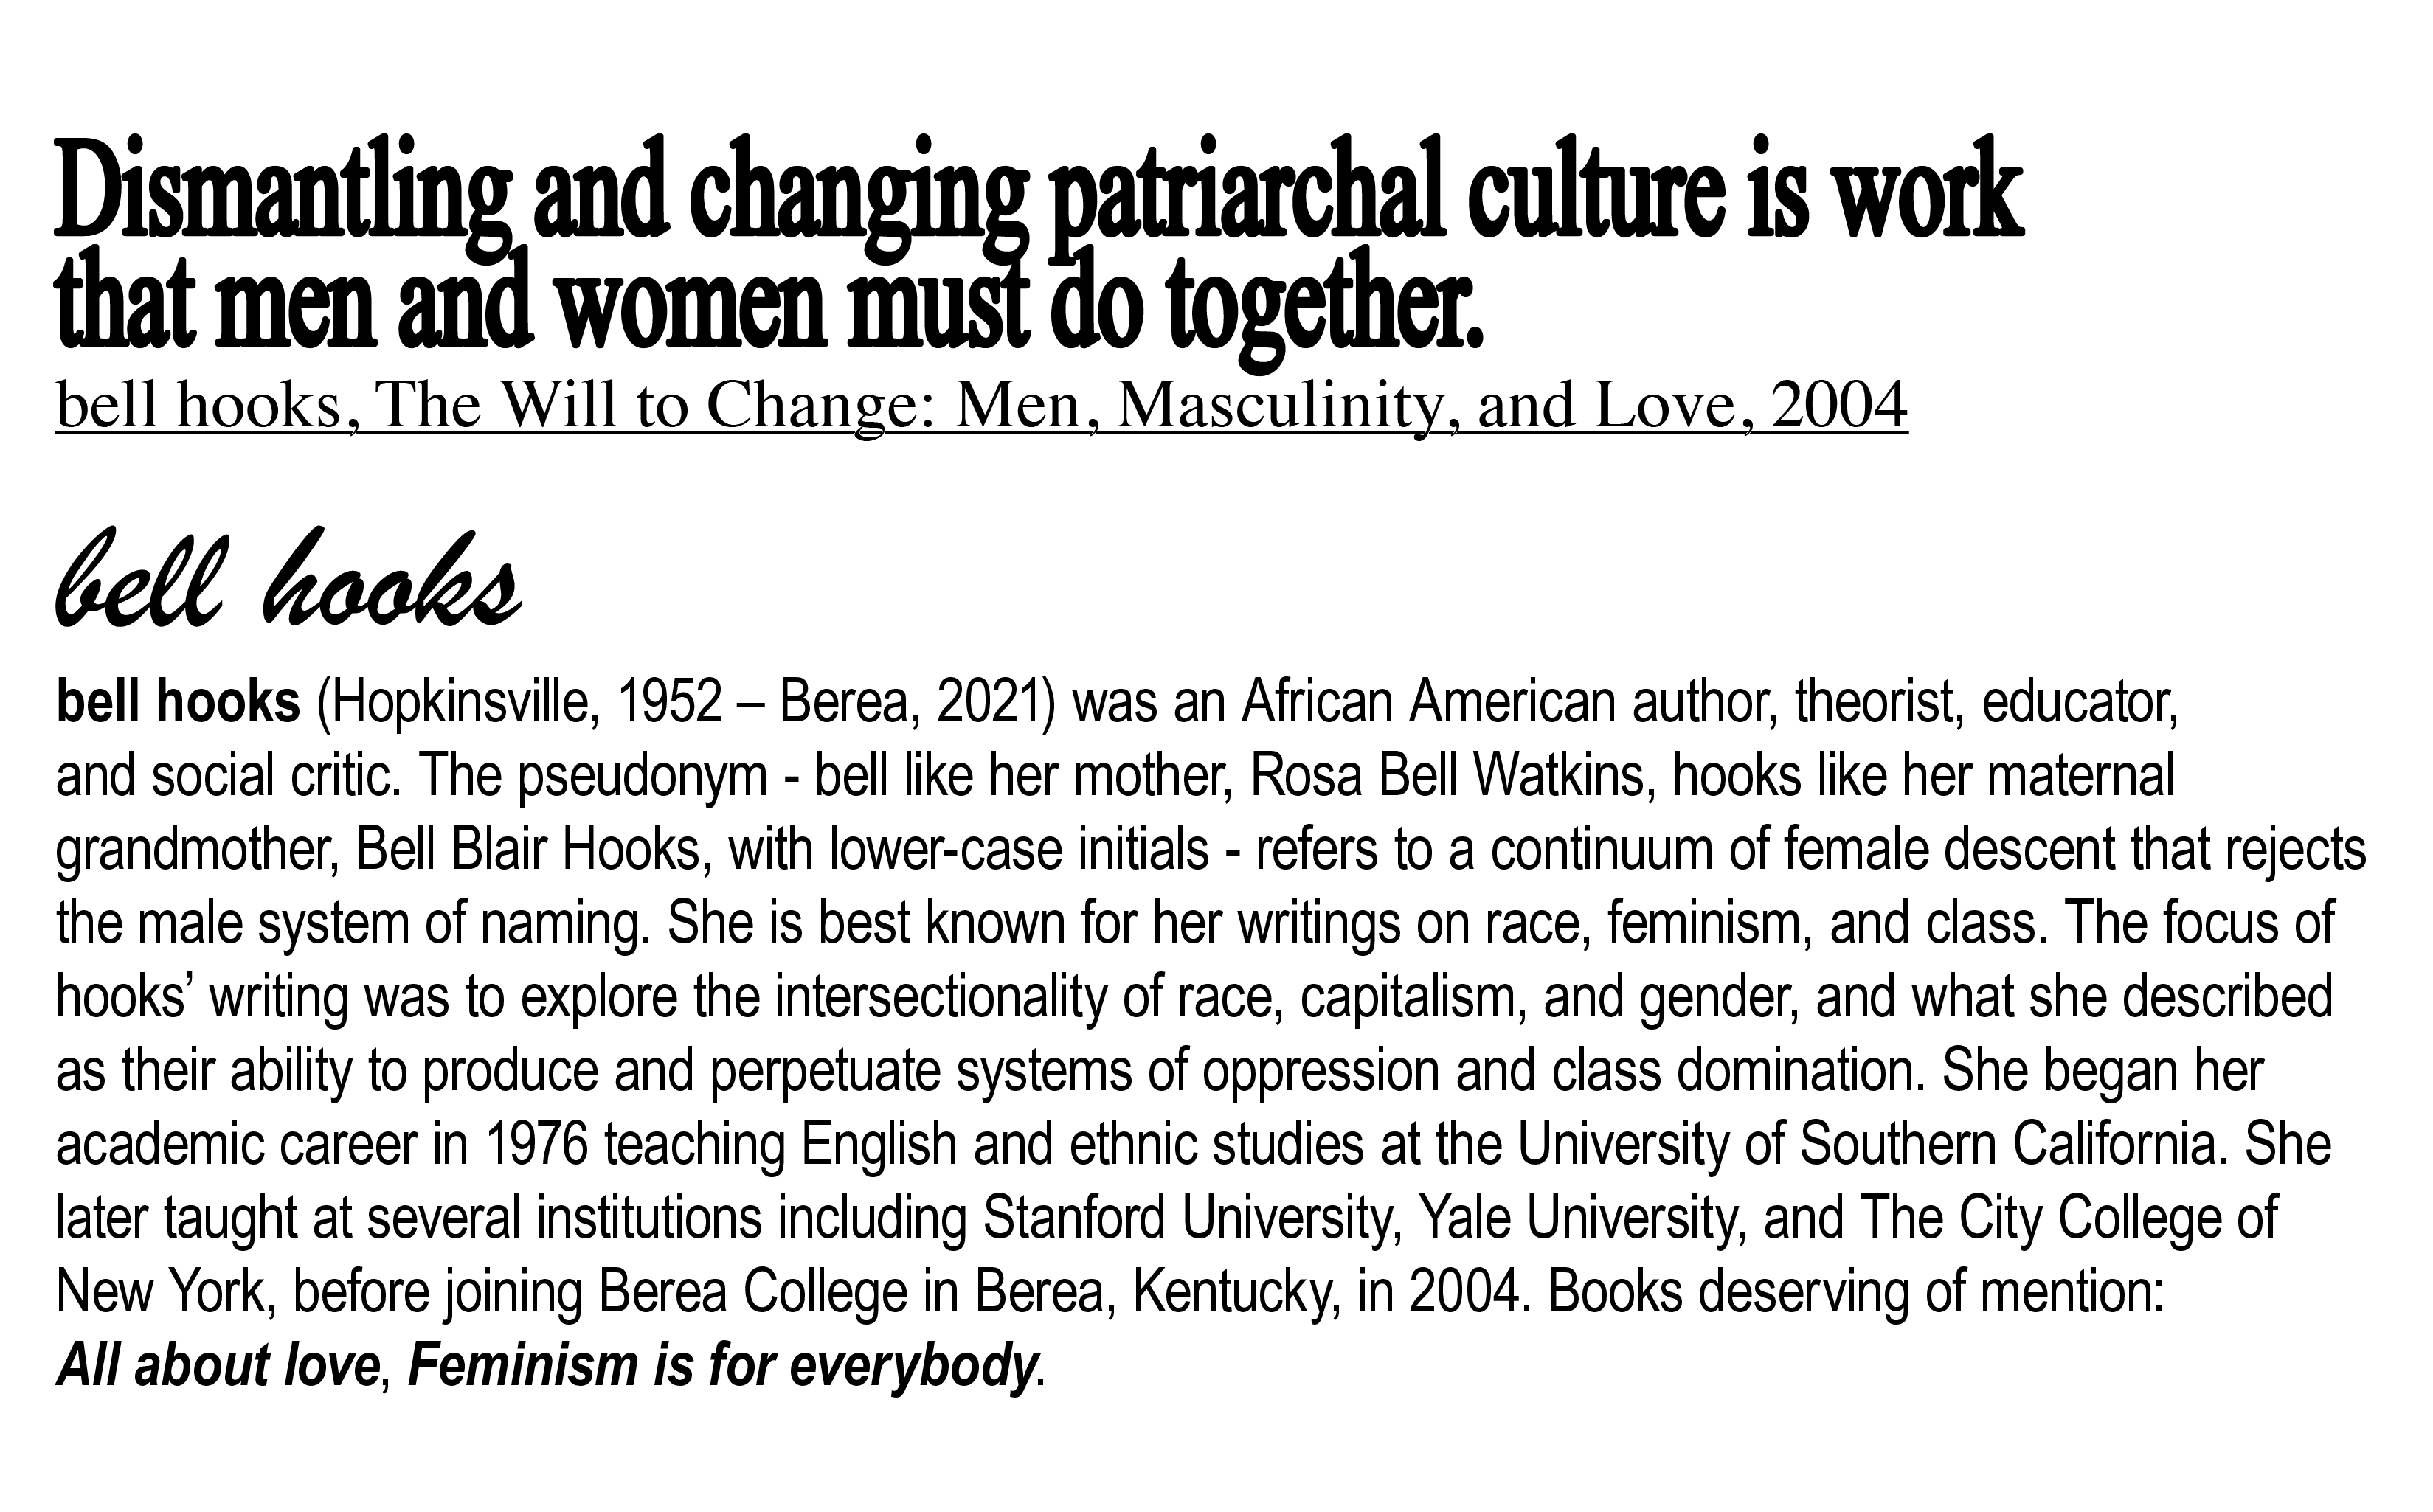 Dismantling and changing patriarchal culture is work
that men and women must do together.
bell hooks, The Will to Change: Men, Masculinity, and Love, 2004
bell hooks
bell hooks (Hopkinsville, 1952 – Berea, 2021) was an African American author, theorist, educator,
and social critic. The pseudonym - bell like her mother, Rosa Bell Watkins, hooks like her maternal
grandmother, Bell Blair Hooks, with lower-case initials - refers to a continuum of female descent that rejects
the male system of naming. She is best known for her writings on race, feminism, and class. The focus of
hooks’ writing was to explore the intersectionality of race, capitalism, and gender, and what she described
as their ability to produce and perpetuate systems of oppression and class domination. She began her
academic career in 1976 teaching English and ethnic studies at the University of Southern California. She
later taught at several institutions including Stanford University, Yale University, and The City College of
New York, before joining Berea College in Berea, Kentucky, in 2004. Books deserving of mention:
All about love, Feminism is for everybody.